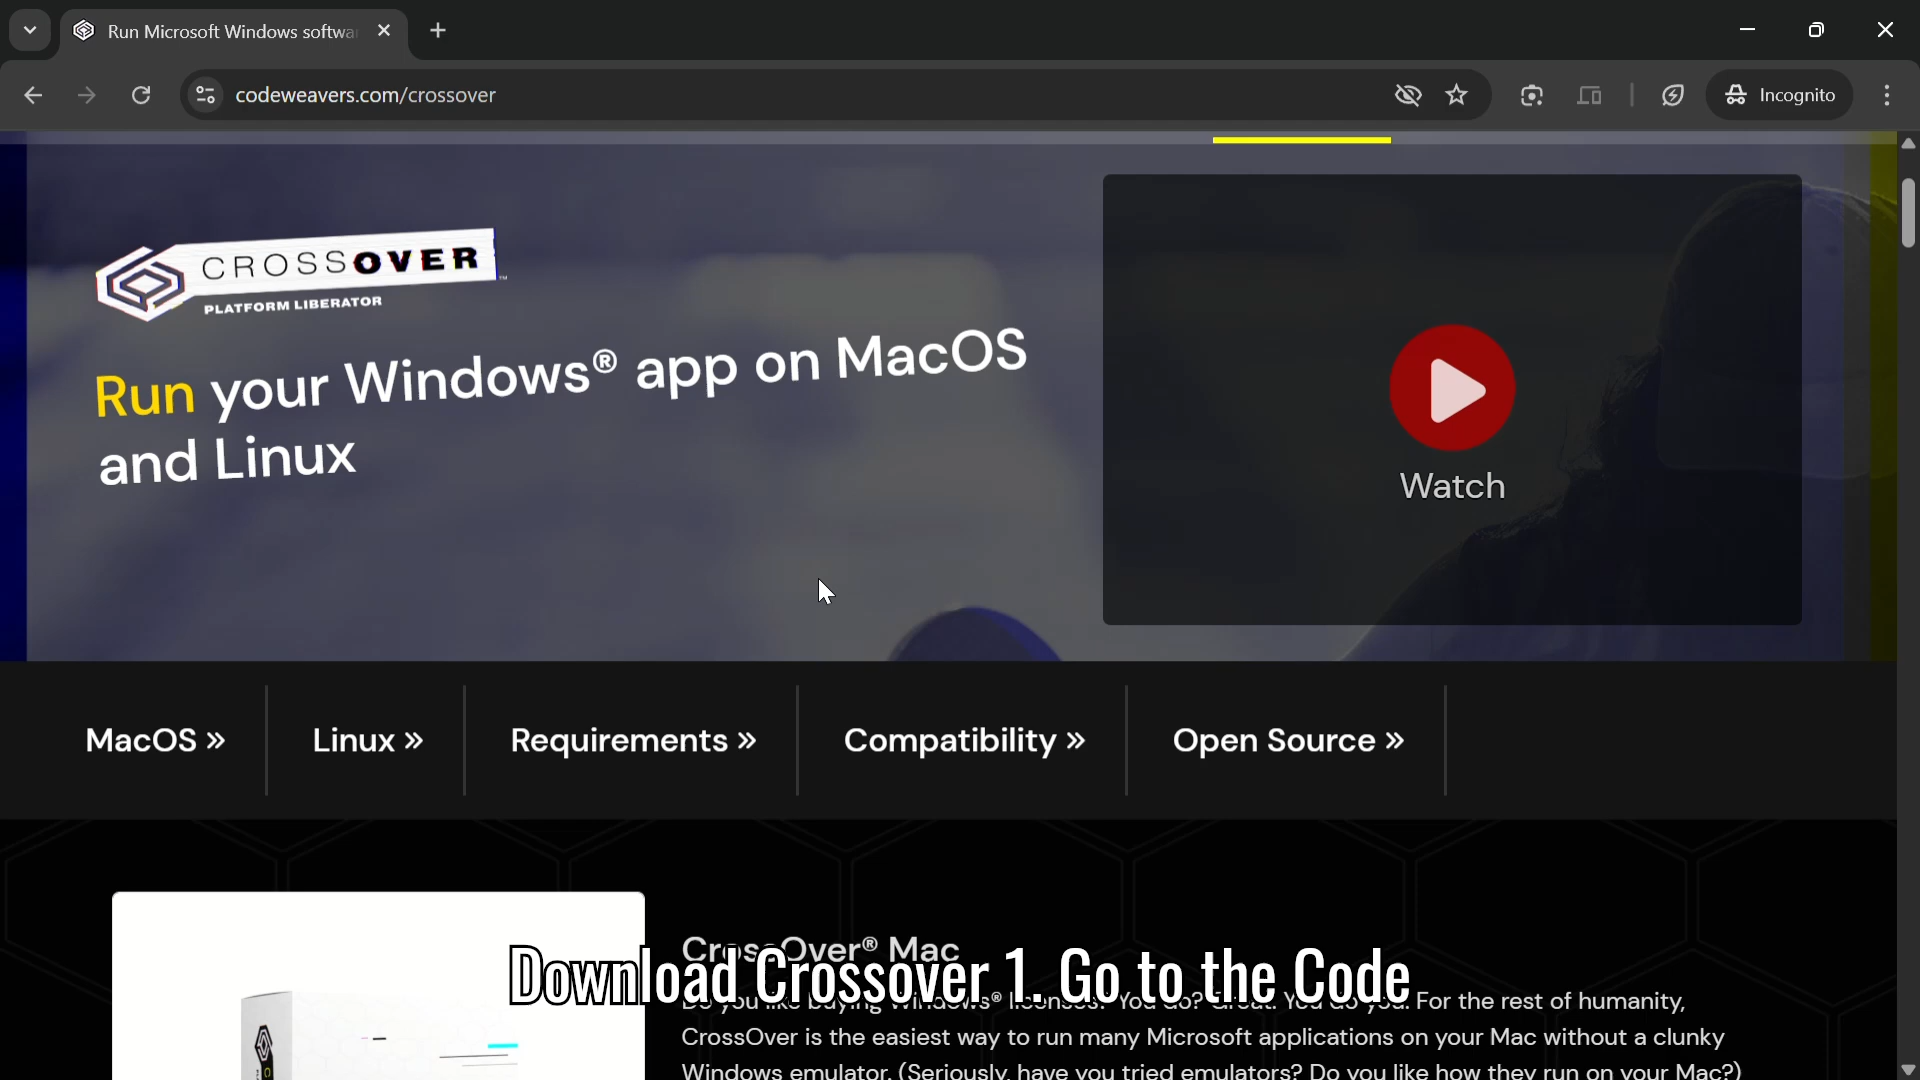 Run Microsoft Windows softwa
codeweavers.com/crossover
Incognito
CROSSOVER
PLATFORM LIBERATOR
Run your Windows® app on MacOS
and Linux
Watch
MacOS »
Linux »
Requirements »
Compatibility »
Open Source »
CrossOver® Mac
Download Crossover 1. Go to the Code
Do you like buying Windows® licenses? You do? Great. You do you. For the rest of humanity,
CrossOver is the easiest way to run many Microsoft applications on your Mac without a clunky
Windows emulator. (Seriously, have you tried emulators? Do you like how they run on your Mac?)